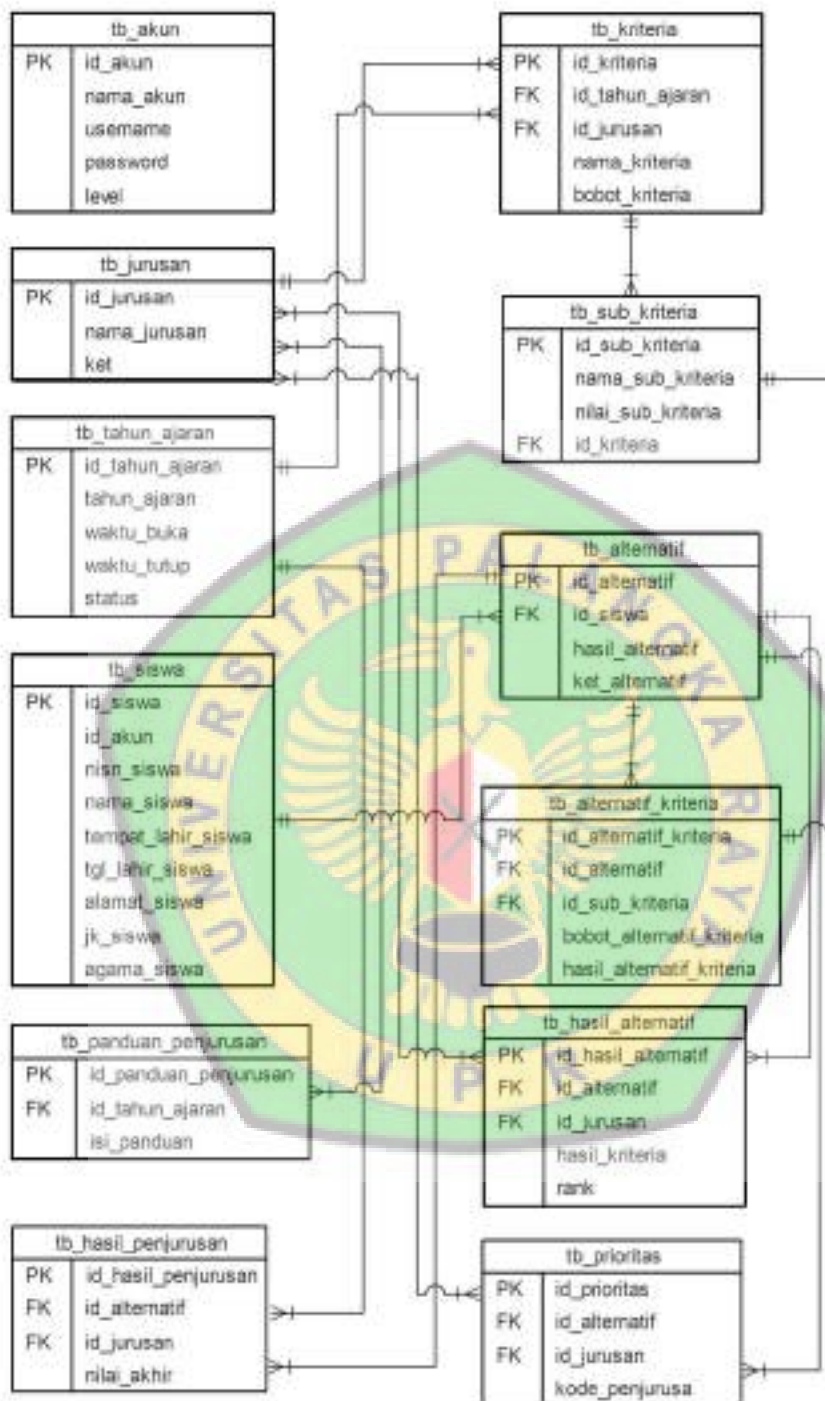 tb_akun
PK id_akun
nama_akun
username
password
level
tb_jurusan
PK id_jurusan
nama_jurusan
ket
tb_tahun_ajaran
PK id_tahun_ajaran
tahun_ajaran
waktu_buka
waktu_tutup
status
tb_siswa
PK id_siswa
id_akun
nisn_siswa
nama_siswa
tempat_lahir_siswa
tgl_lahir_siswa
alamat_siswa
jk_siswa
agama_siswa
tb_panduan_penjurusan
PK id_panduan_penjurusan
FK id_tahun_ajaran
isi_panduan
tb_hasil_penjurusan
PK id_hasil_penjurusan
FK id_alternatif
FK id_jurusan
nilai_akhir
tb_kriteria
PK id_kriteria
FK id_tahun_ajaran
FK id_jurusan
nama_kriteria
bobot_kriteria
tb_sub_kriteria
PK id_sub_kriteria
nama_sub_kriteria
nilai_sub_kriteria
FK id_kriteria
tb_alternatif
PK id_alternatif
FK id_siswa
hasil_alternatif
ket_alternatif
tb_alternatif_kriteria
PK id_alternatif_kriteria
FK id_alternatif
FK id_sub_kriteria
bobot_alternatif_kriteria
hasil_alternatif_kriteria
tb_hasil_alternatif
PK id_hasil_alternatif
FK id_alternatif
FK id_jurusan
hasil_kriteria
rank
tb_prioritas
PK id_prioritas
FK id_alternatif
FK id_jurusan
kode_penjurusa
UNIVERSITAS PALANGKA RAYA